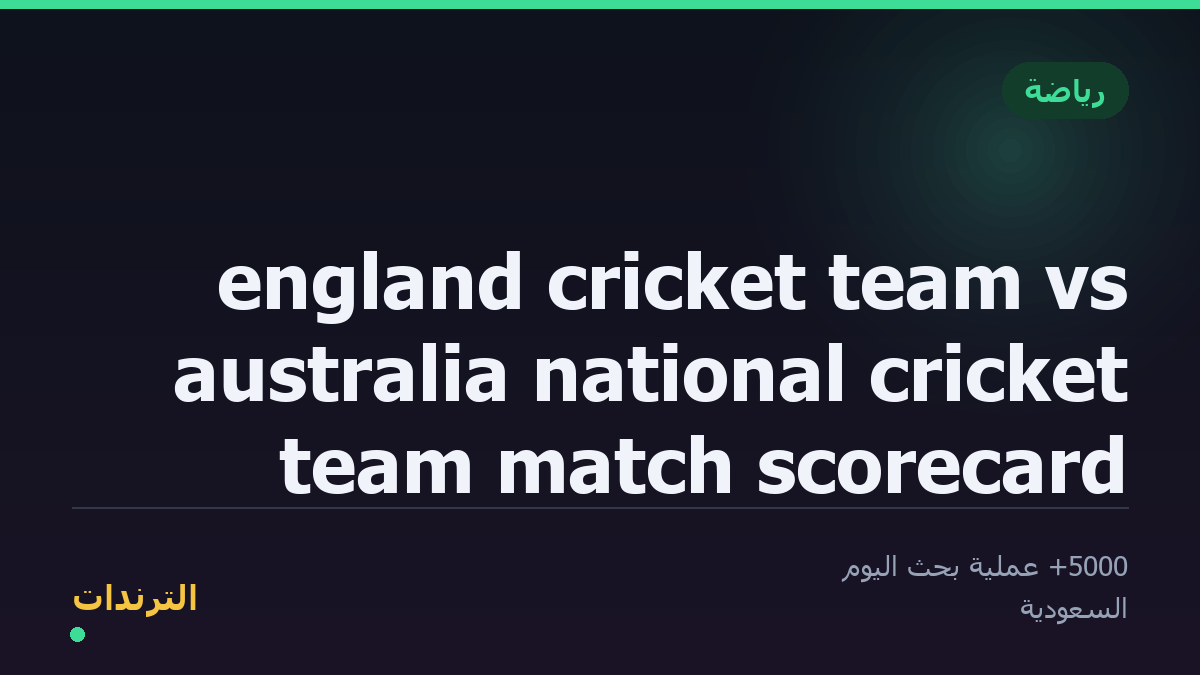 رياضة
england cricket team vs
australia national cricket
team match scorecard
5000+ عملية بحث اليوم
السعودية
الترندات